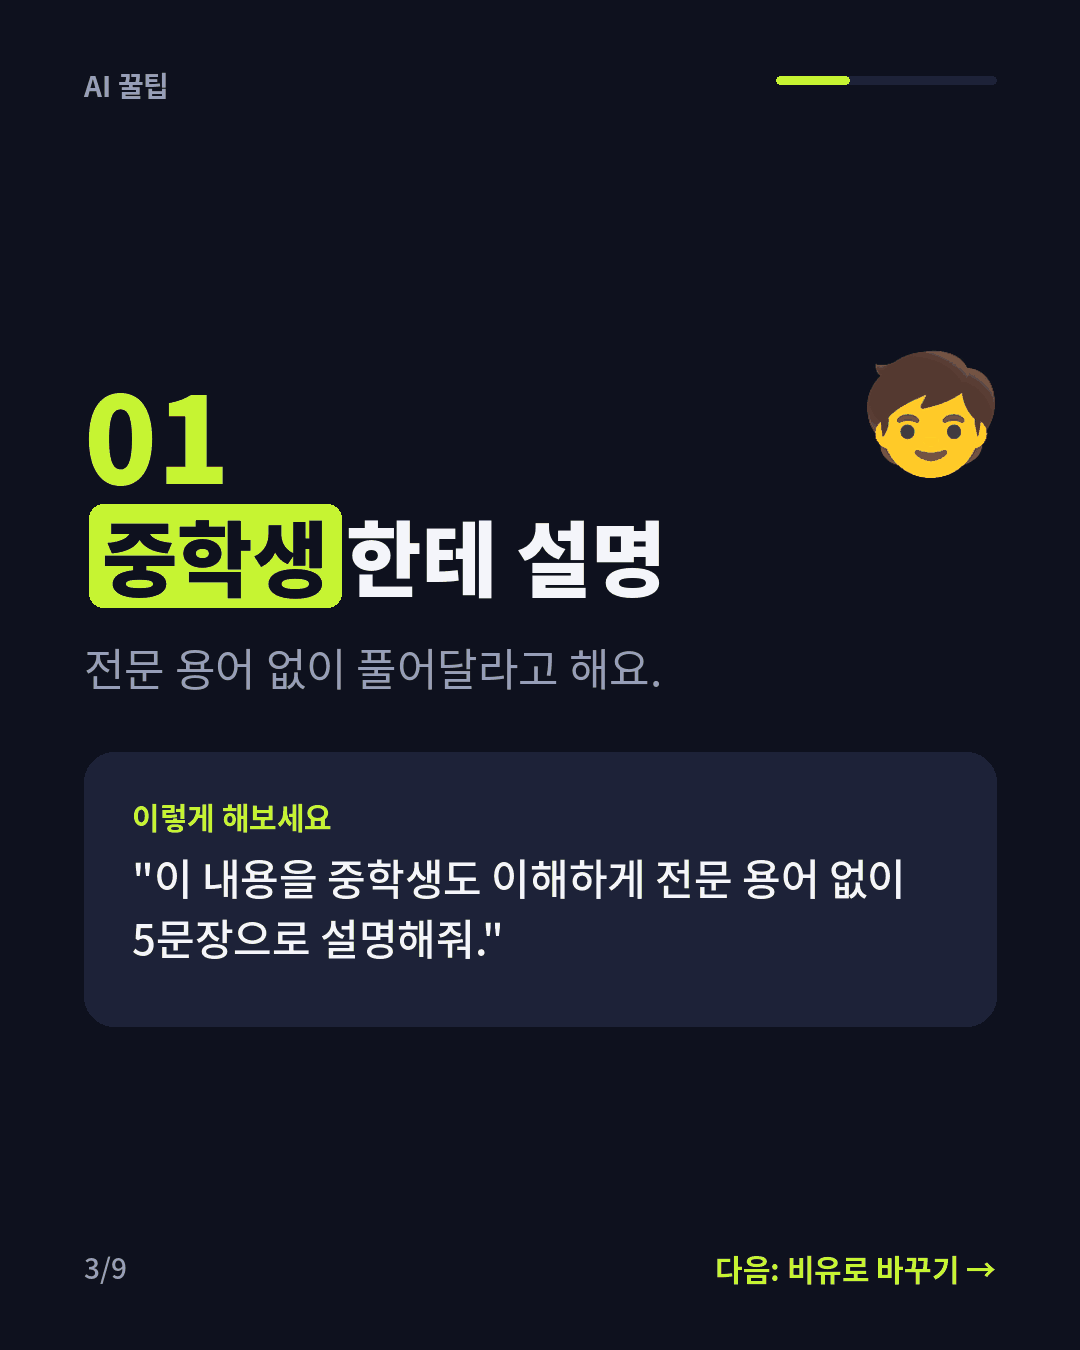 AI 꿀팁
01
중학생한테 설명
전문 용어 없이 풀어달라고 해요.
이렇게 해보세요
"이 내용을 중학생도 이해하게 전문 용어 없이
5문장으로 설명해줘."
3/9
다음: 비유로 바꾸기 →